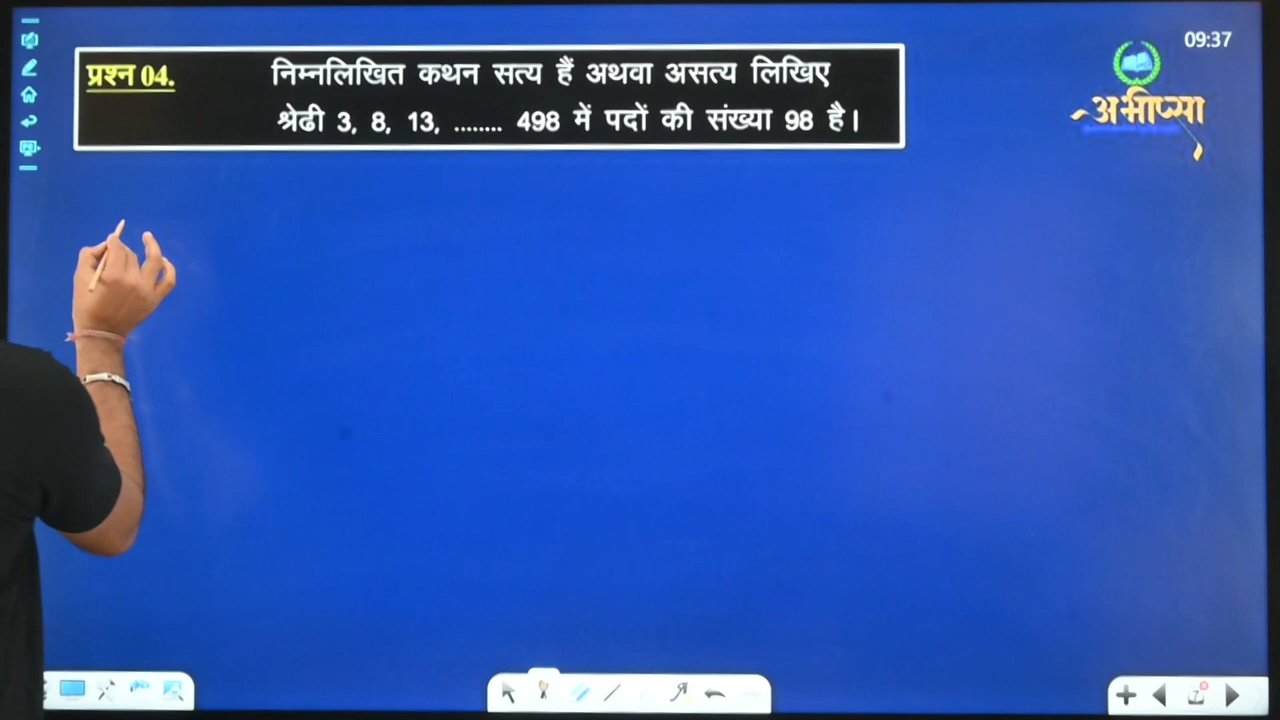 09:37
प्रश्न 04. निम्नलिखित कथन सत्य हैं अथवा असत्य लिखिए
श्रेढी 3, 8, 13, ........ 498 में पदों की संख्या 98 है।
अभीप्सा